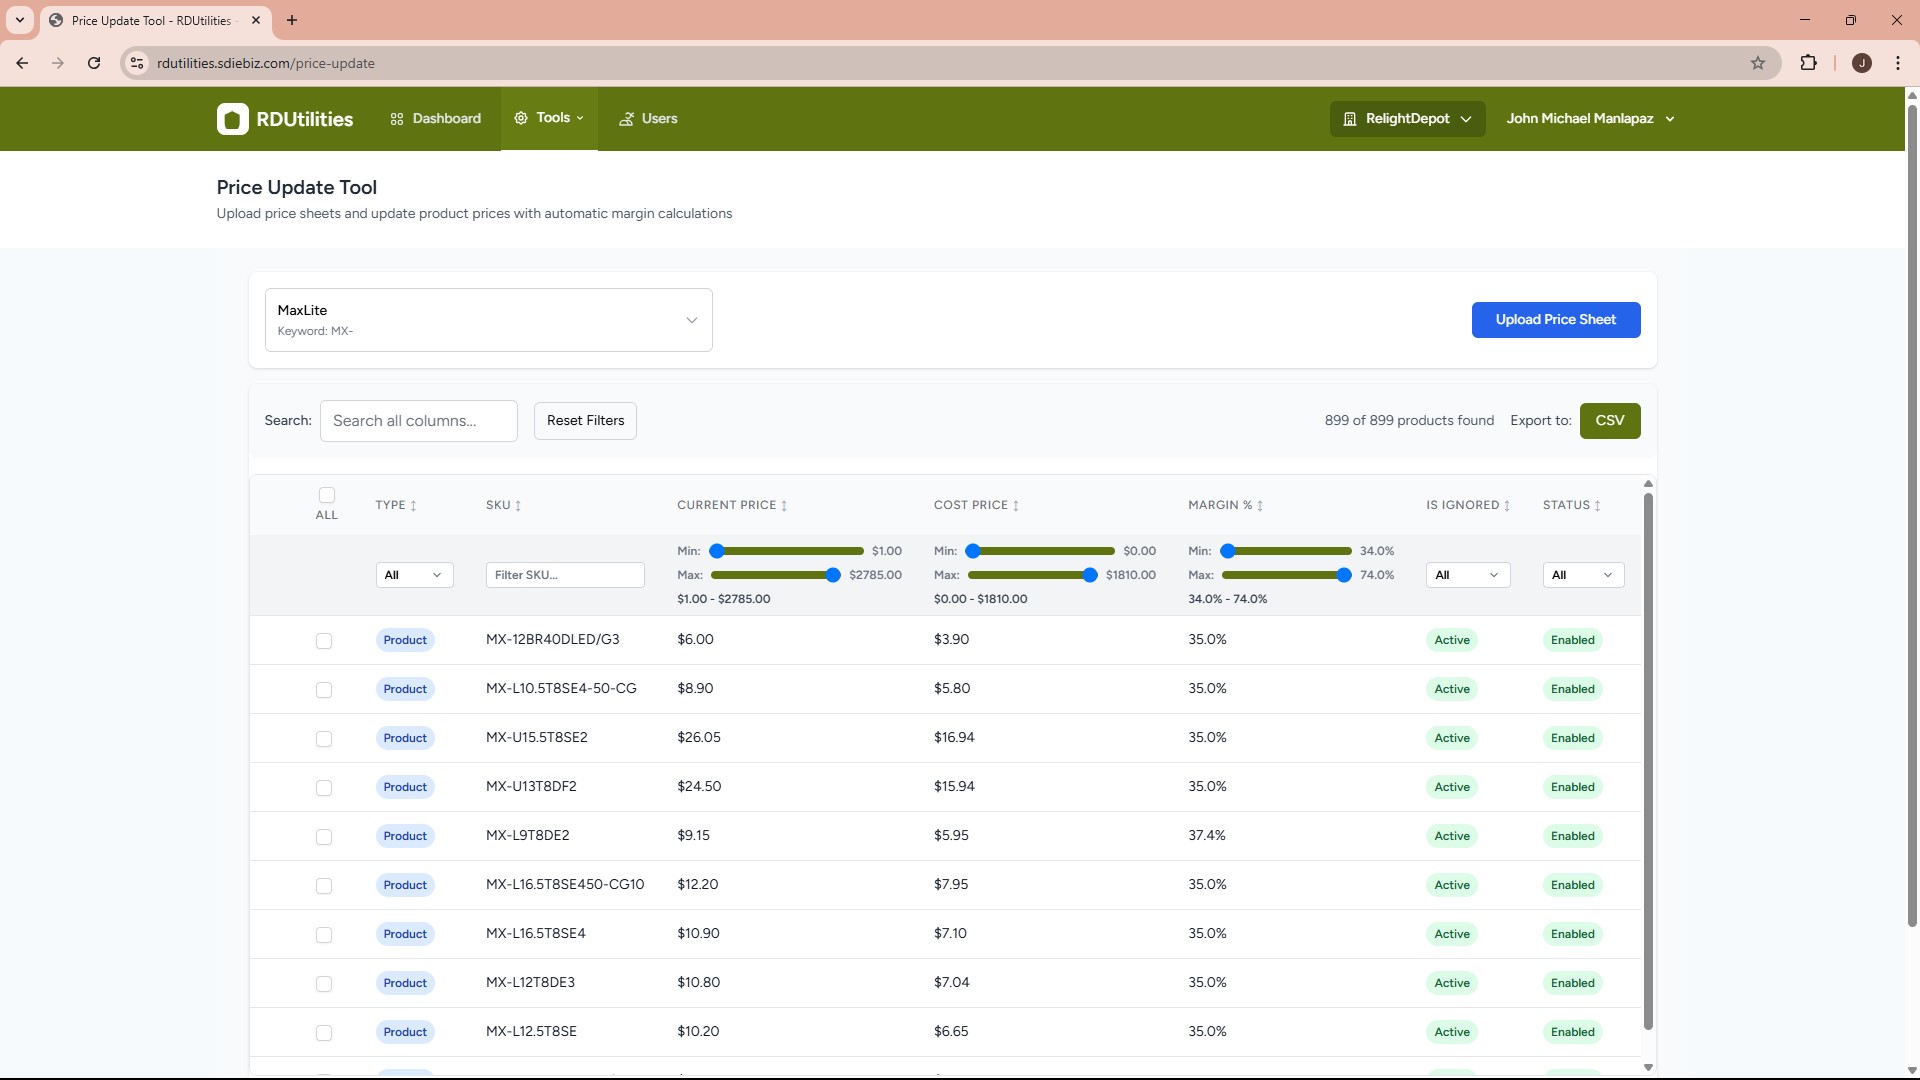 Price Update Tool - RDUtilities
rdutilities.sdiebiz.com/price-update
J
RDUtilities
Dashboard
Tools
Users
RelightDepot
John Michael Manlapaz
Price Update Tool
Upload price sheets and update product prices with automatic margin calculations
MaxLite
Keyword: MX-
Upload Price Sheet
Search: Search all columns... Reset Filters 899 of 899 products found Export to: CSV
ALL TYPE SKU CURRENT PRICE COST PRICE MARGIN % IS IGNORED STATUS
Min: $1.00 Min: $0.00 Min: 34.0%
All Filter SKU... Max: $2785.00 Max: $1810.00 Max: 74.0% All All
$1.00 - $2785.00 $0.00 - $1810.00 34.0% - 74.0%
Product MX-12BR40DLED/G3 $6.00 $3.90 35.0% Active Enabled
Product MX-L10.5T8SE4-50-CG $8.90 $5.80 35.0% Active Enabled
Product MX-U15.5T8SE2 $26.05 $16.94 35.0% Active Enabled
Product MX-U13T8DF2 $24.50 $15.94 35.0% Active Enabled
Product MX-L9T8DE2 $9.15 $5.95 37.4% Active Enabled
Product MX-L16.5T8SE450-CG10 $12.20 $7.95 35.0% Active Enabled
Product MX-L16.5T8SE4 $10.90 $7.10 35.0% Active Enabled
Product MX-L12T8DE3 $10.80 $7.04 35.0% Active Enabled
Product MX-L12.5T8SE $10.20 $6.65 35.0% Active Enabled